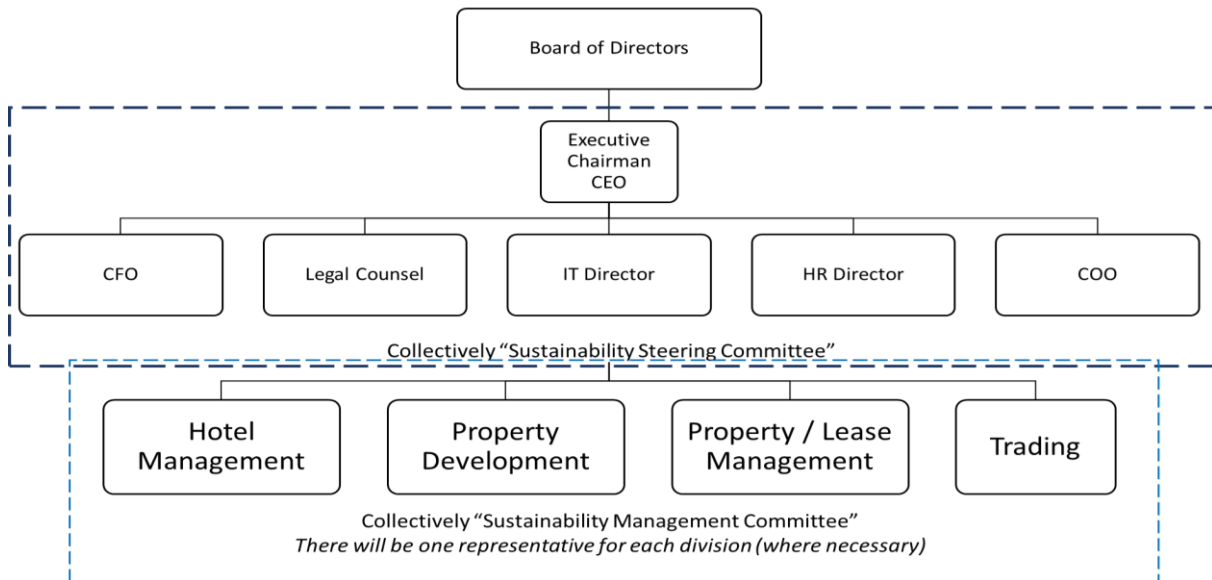 Board of Directors
Executive
Chairman
CEO
CFO
Legal Counsel
IT Director
HR Director
COO
Collectively “Sustainability Steering Committee”
Hotel
Management
Property
Development
Property / Lease
Management
Trading
Collectively “Sustainability Management Committee”
There will be one representative for each division (where necessary)